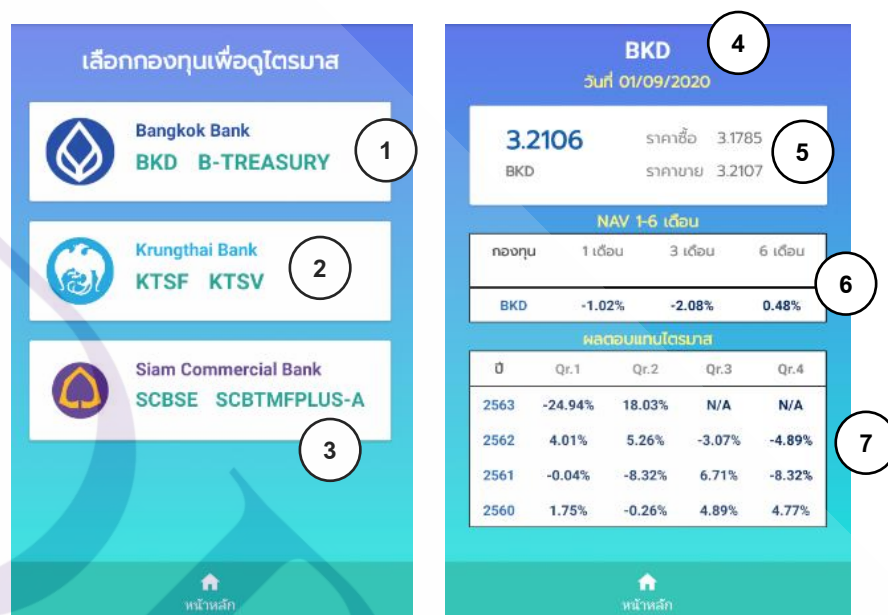 เลือกกองทุนเพื่อดูไตรมาส
Bangkok Bank
BKD B-TREASURY
1
Krungthai Bank
KTSF KTSV
2
Siam Commercial Bank
SCBSE SCBTMFPLUS-A
3
หน้าหลัก
BKD
4
วันที่ 01/09/2020
3.2106 ราคาซื้อ 3.1785
5
BKD ราคาขาย 3.2107
NAV 1-6 เดือน
กองทุน 1 เดือน 3 เดือน 6 เดือน
6
BKD -1.02% -2.08% 0.48%
ผลตอบแทนไตรมาส
ปี Qr.1 Qr.2 Qr.3 Qr.4
2563 -24.94% 18.03% N/A N/A
2562 4.01% 5.26% -3.07% -4.89%
7
2561 -0.04% -8.32% 6.71% -8.32%
2560 1.75% -0.26% 4.89% 4.77%
หน้าหลัก